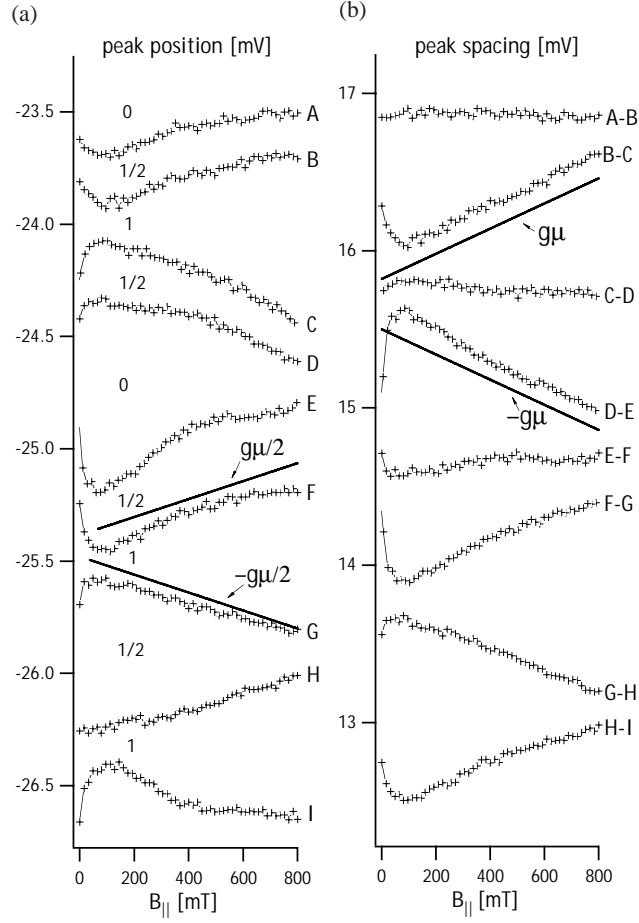 (a)
peak position [mV]
-23.5
-24.0
-24.5
-25.0
-25.5
-26.0
-26.5
0
1/2
1
1/2
0
1/2
1
1/2
1
gμ/2
-gμ/2
A
B
C
D
E
F
G
H
I
0 200 400 600 800
B|| [mT]
(b)
peak spacing [mV]
17
16
15
14
13
A-B
B-C
gμ
C-D
-gμ
D-E
E-F
F-G
G-H
H-I
0 200 400 600 800
B|| [mT]